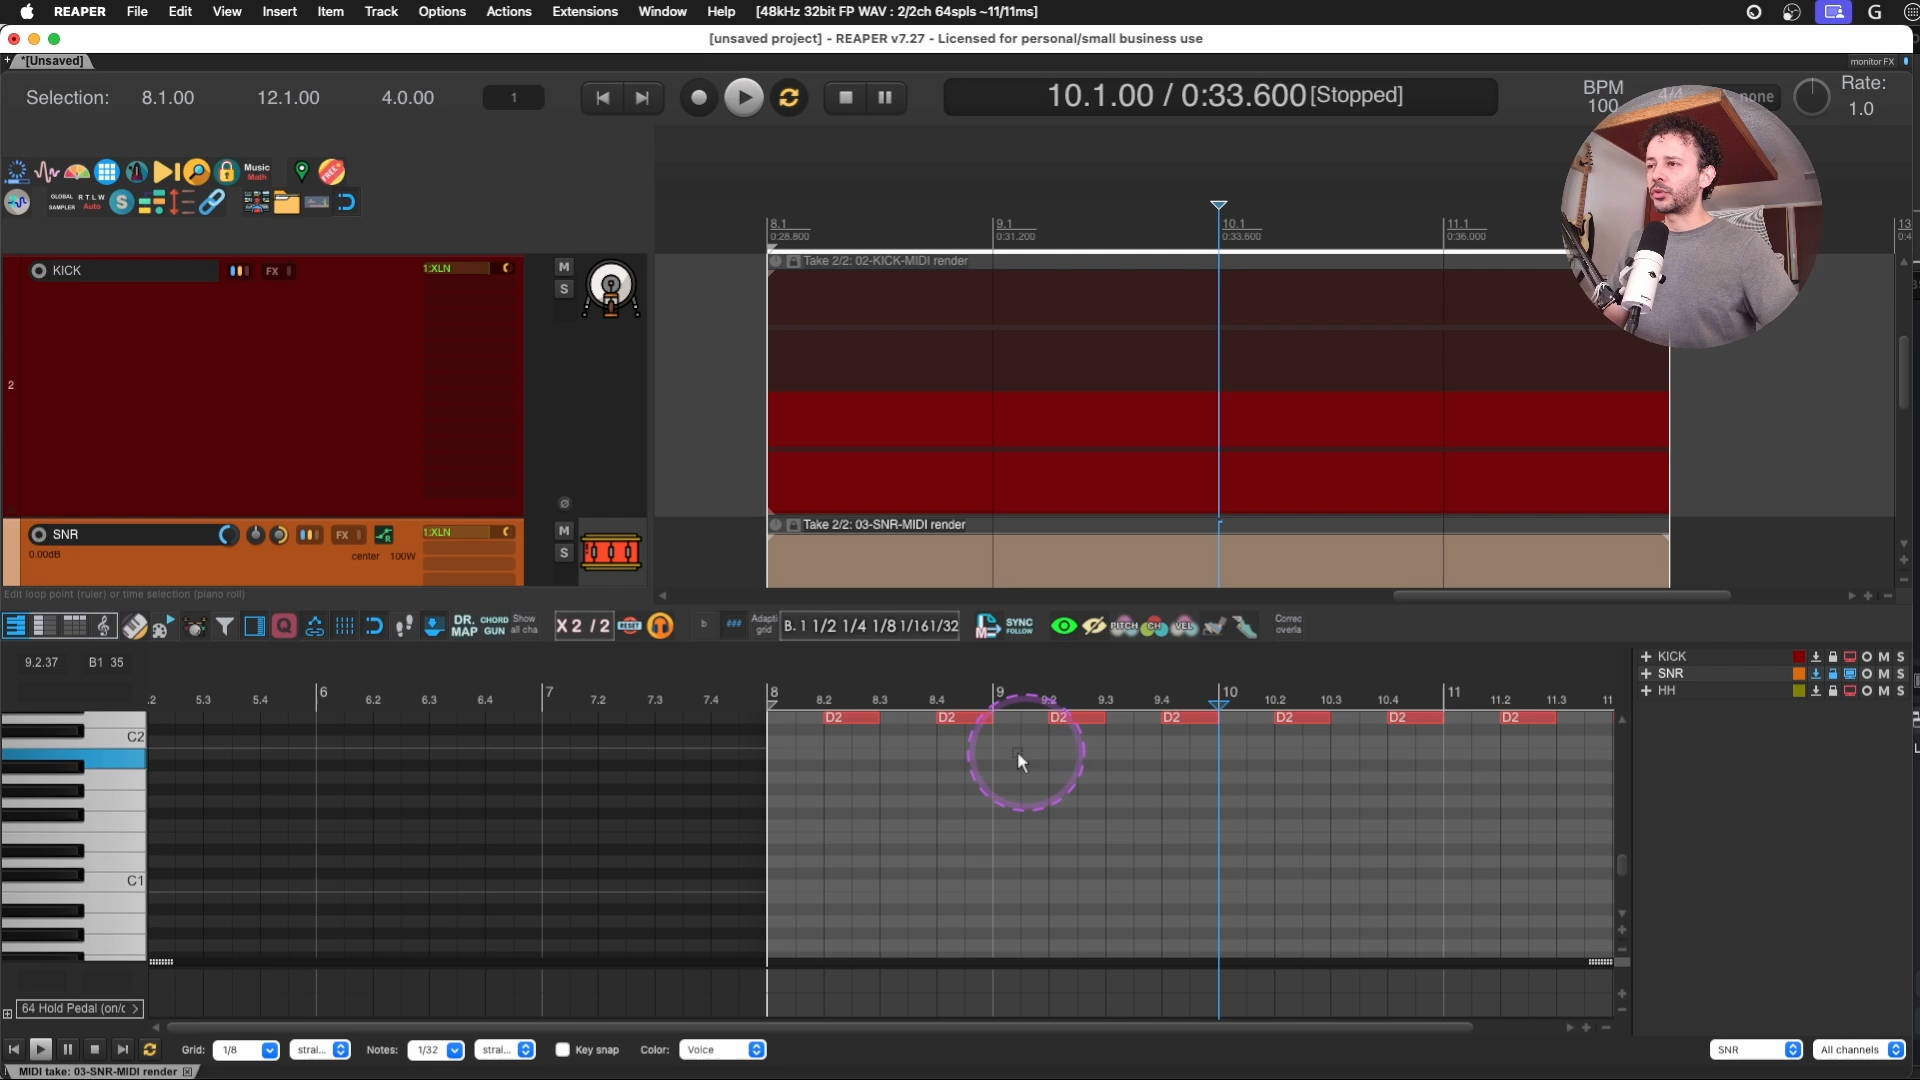 REAPER File Edit View Insert Item Track Options Actions Extensions Window Help [48kHz 32bit FP WAV : 2/2ch 64spls ~11/11ms]
[unsaved project] - REAPER v7.27 - Licensed for personal/small business use
+ *[Unsaved]
monitor FX
Selection: 8.1.00 12.1.00 4.0.00 1
10.1.00 / 0:33.600 [Stopped]
BPM 100 4/4 none
Rate: 1.0
Music Math
FREE
GLOBAL SAMPLER
R T L W Auto
S
8.1 9.1 10.1 11.1 13
0:28.800 0:31.200 0:33.600 0:36.000 0:4
KICK FX 1:XLN M S
Take 2/2: 02-KICK-MIDI render
2
SNR FX 1:XLN M S
0.00dB center 100W
Take 2/2: 03-SNR-MIDI render
Edit loop point (ruler) or time selection (piano roll)
DR. MAP CHORD GUN Show all cha X 2 / 2 RESET b ### Adapti grid B. 1 1/2 1/4 1/8 1/16 1/32 SYNC FOLLOW PITCH CH VEL Correc overla
9.2.37 B1 35
.2 5.3 5.4 6 6.2 6.3 6.4 7 7.2 7.3 7.4 8 8.2 8.3 8.4 9 9.2 9.3 9.4 10 10.2 10.3 10.4 11 11.2 11.3 11
D2 D2 D2 D2 D2 D2 D2
C2
C1
KICK M S
SNR M S
HH M S
64 Hold Pedal (on/c >
Grid: 1/8 strai... Notes: 1/32 strai... Key snap Color: Voice SNR All channels
MIDI take: 03-SNR-MIDI render